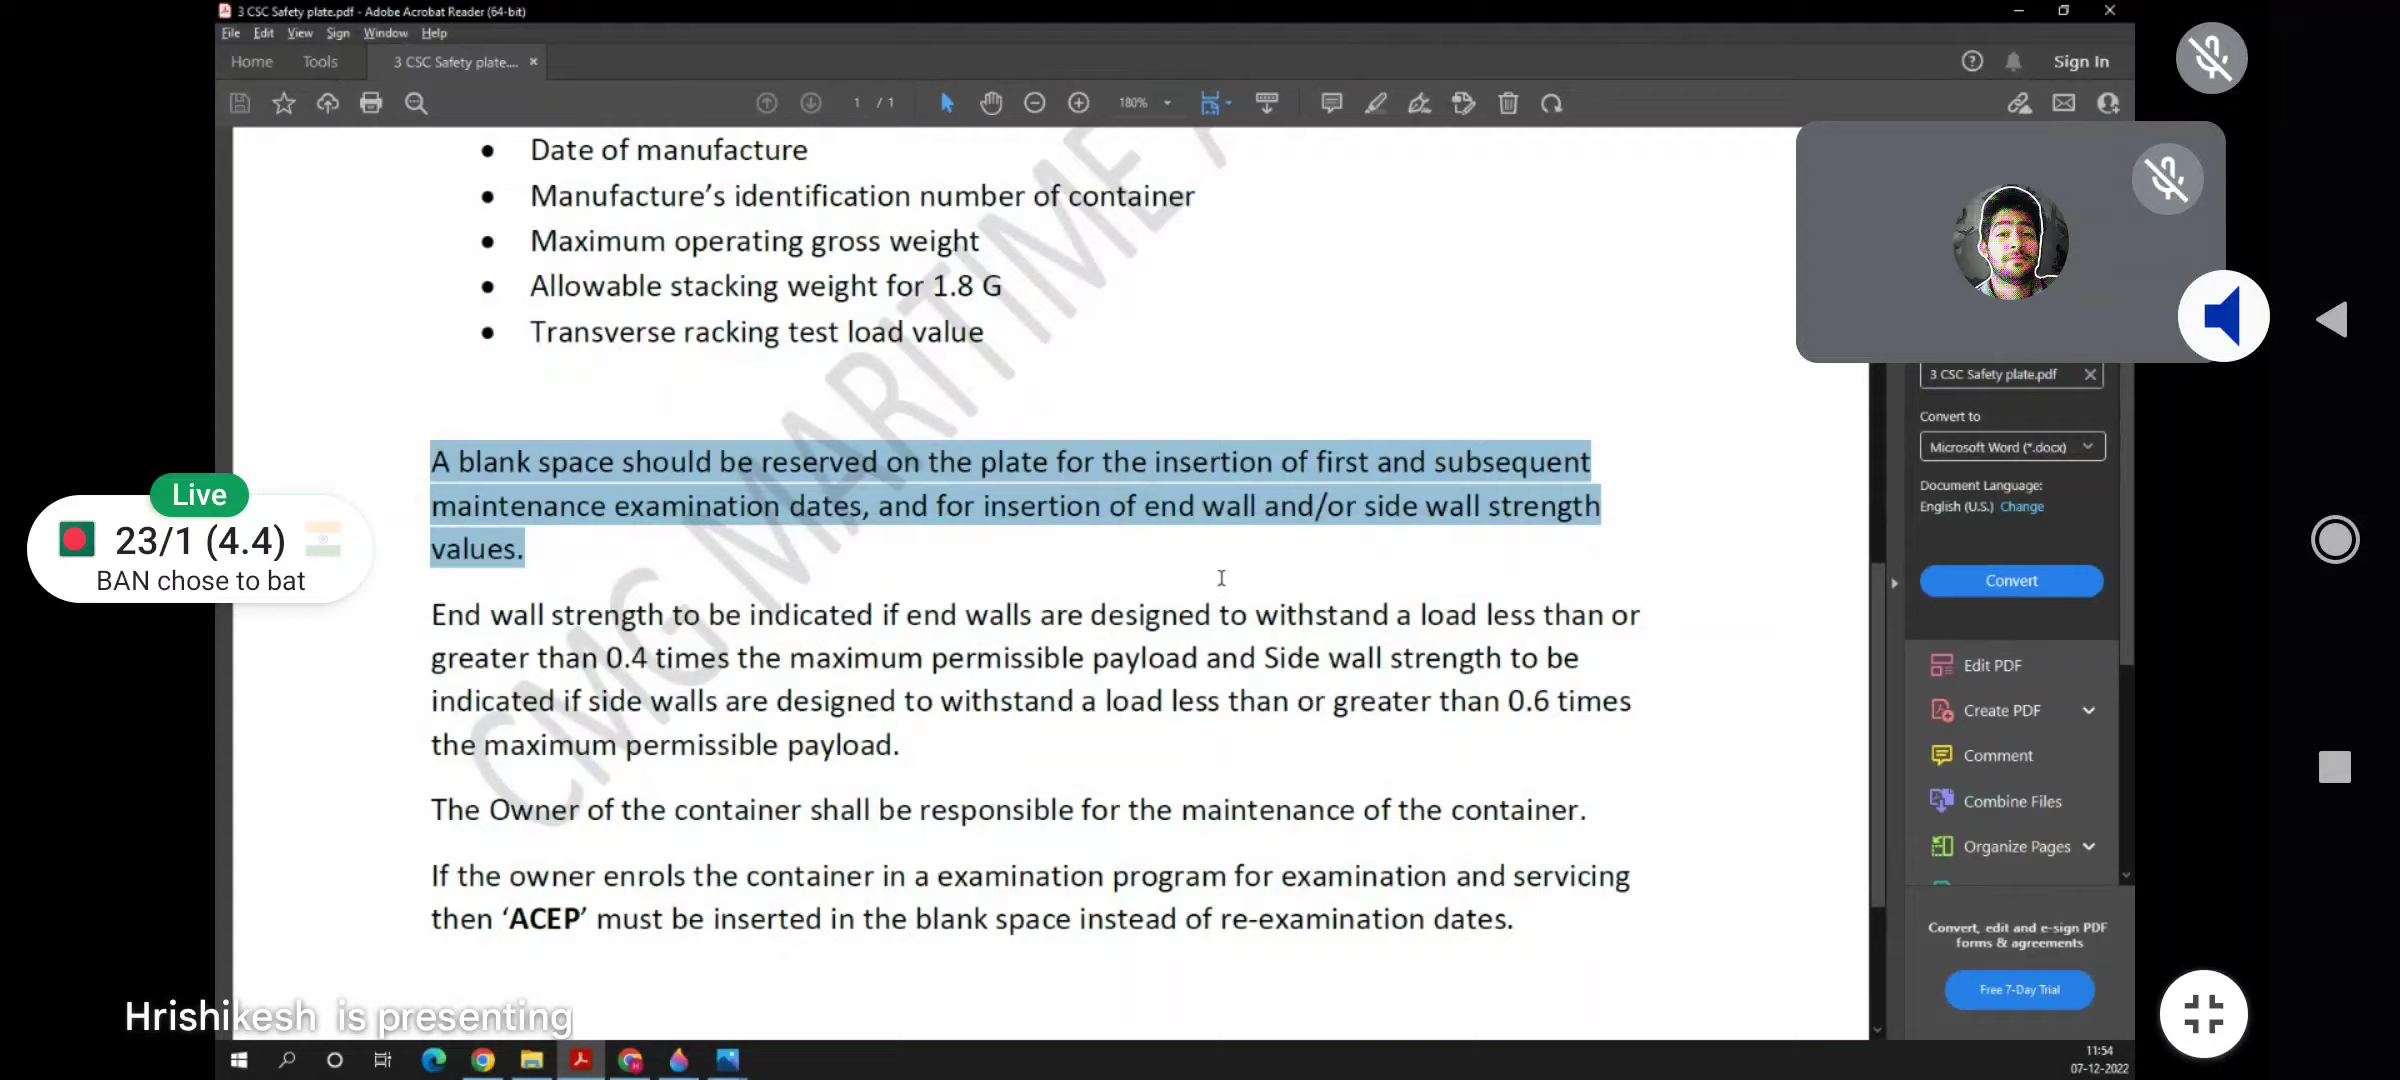 3 CSC Safety plate.pdf - Adobe Acrobat Reader (64-bit)
File Edit View Sign Window Help
Home Tools 3 CSC Safety plate.... × Sign In
1 / 1 180%
• Date of manufacture
• Manufacture's identification number of container
• Maximum operating gross weight
• Allowable stacking weight for 1.8 G
• Transverse racking test load value
A blank space should be reserved on the plate for the insertion of first and subsequent
maintenance examination dates, and for insertion of end wall and/or side wall strength
values.
End wall strength to be indicated if end walls are designed to withstand a load less than or
greater than 0.4 times the maximum permissible payload and Side wall strength to be
indicated if side walls are designed to withstand a load less than or greater than 0.6 times
the maximum permissible payload.
The Owner of the container shall be responsible for the maintenance of the container.
If the owner enrols the container in a examination program for examination and servicing
then ‘ACEP’ must be inserted in the blank space instead of re-examination dates.
CMG MARITIME A
Live
23/1 (4.4)
BAN chose to bat
3 CSC Safety plate.pdf
Convert to
Microsoft Word (*.docx)
Document Language:
English (U.S.) Change
Convert
Edit PDF
Create PDF
Comment
Combine Files
Organize Pages
Convert, edit and e-sign PDF
forms & agreements
Free 7-Day Trial
Hrishikesh is presenting
11:54
07-12-2022